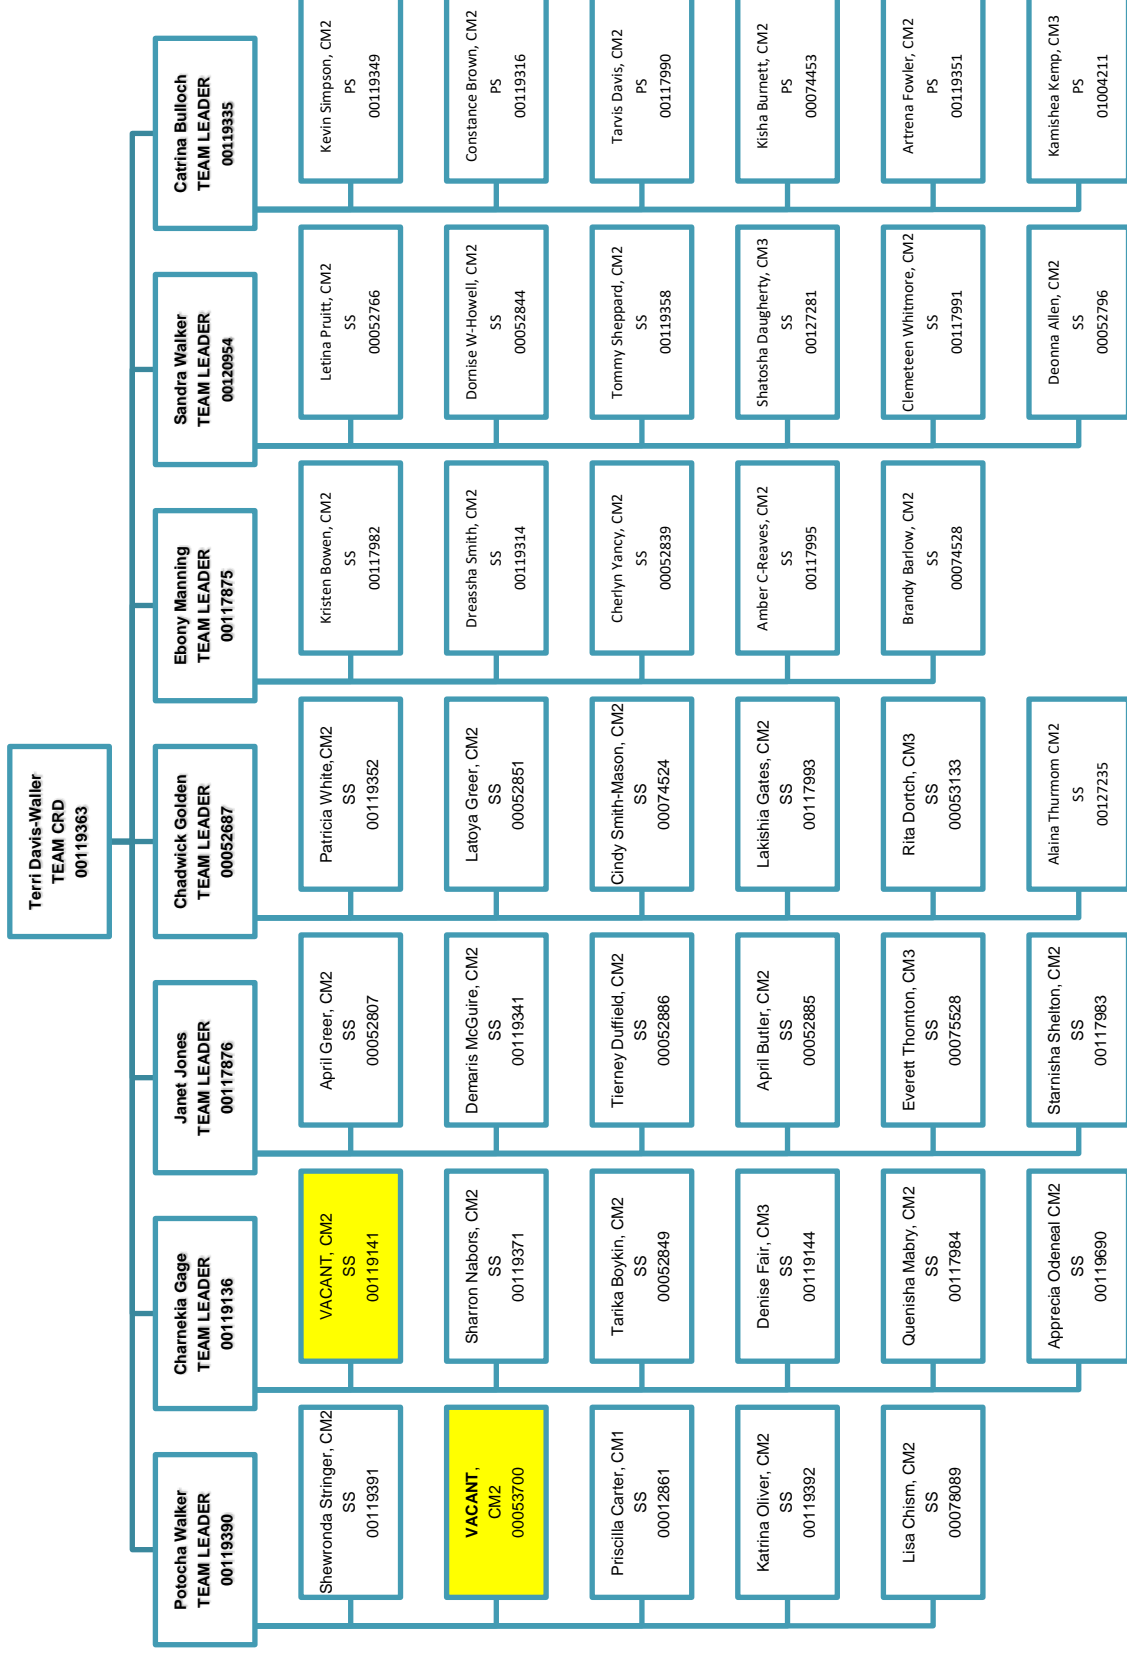 Terri Davis-Waller
TEAM CRD
00119363
Potocha Walker
TEAM LEADER
00119390
Shewronda Stringer, CM2
SS
00119391
VACANT,
CM2
00053700
Priscilla Carter, CM1
SS
00012861
Katrina Oliver, CM2
SS
00119392
Lisa Chism, CM2
SS
00078089
Charnekia Gage
TEAM LEADER
00119136
VACANT, CM2
SS
00119141
Sharron Nabors, CM2
SS
00119371
Tarika Boykin, CM2
SS
00052849
Denise Fair, CM3
SS
00119144
Quenisha Mabry, CM2
SS
00117984
Apprecia Odeneal CM2
SS
00119690
Janet Jones
TEAM LEADER
00117876
April Greer, CM2
SS
00052807
Demaris McGuire, CM2
SS
00119341
Tierney Duffield, CM2
SS
00052886
April Butler, CM2
SS
00052885
Everett Thornton, CM3
SS
00075528
Starnisha Shelton, CM2
SS
00117983
Chadwick Golden
TEAM LEADER
00052687
Patricia White,CM2
SS
00119352
Latoya Greer, CM2
SS
00052851
Cindy Smith-Mason, CM2
SS
00074524
Lakishia Gates, CM2
SS
00117993
Rita Dortch, CM3
SS
00053133
Alaina Thurmom CM2
SS
00127235
Ebony Manning
TEAM LEADER
00117875
Kristen Bowen, CM2
SS
00117982
Dreassha Smith, CM2
SS
00119314
Cherlyn Yancy, CM2
SS
00052839
Amber C-Reaves, CM2
SS
00117995
Brandy Barlow, CM2
SS
00074528
Sandra Walker
TEAM LEADER
00120954
Letina Pruitt, CM2
SS
00052766
Dornise W-Howell, CM2
SS
00052844
Tommy Sheppard, CM2
SS
00119358
Shatosha Daugherty, CM3
SS
00127281
Clemeteen Whitmore, CM2
SS
00117991
Deonna Allen, CM2
SS
00052796
Catrina Bulloch
TEAM LEADER
00119335
Kevin Simpson, CM2
PS
00119349
Constance Brown, CM2
PS
00119316
Tarvis Davis, CM2
PS
00117990
Kisha Burnett, CM2
PS
00074453
Artrena Fowler, CM2
PS
00119351
Kamishea Kemp, CM3
PS
01004211